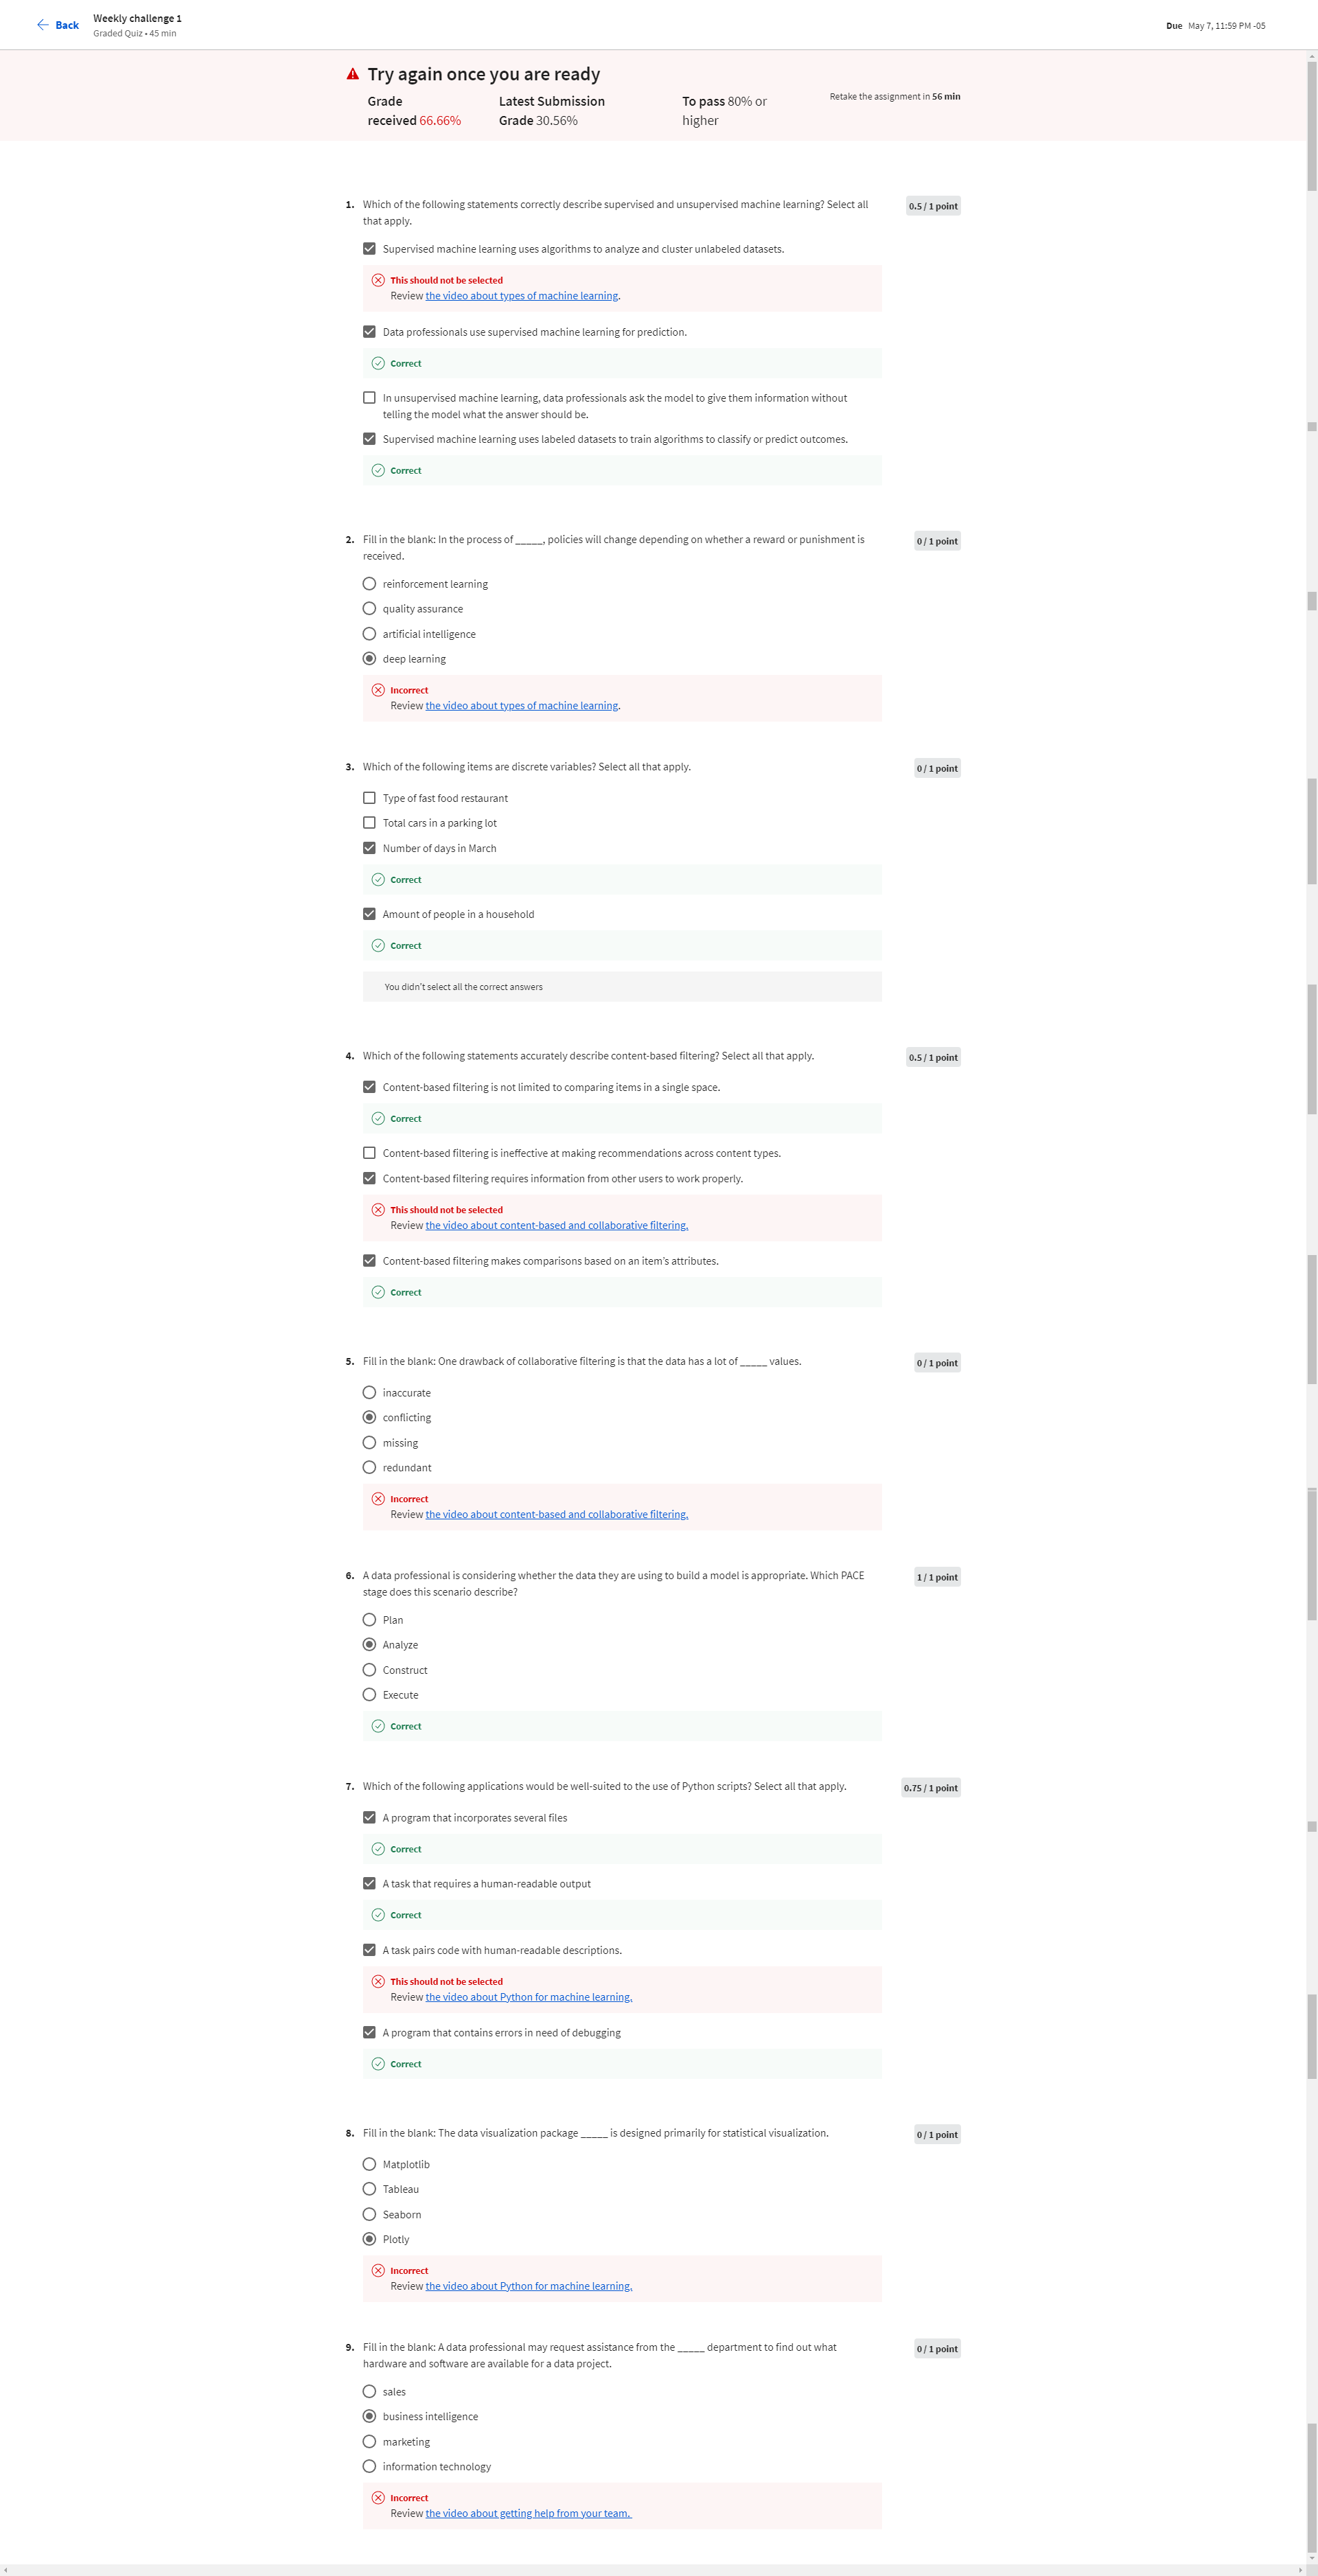 Back
Weekly challenge 1
Graded Quiz • 45 min
Due May 7, 11:59 PM -05
Try again once you are ready
Grade
received 66.66%
Latest Submission
Grade 30.56%
To pass 80% or
higher
Retake the assignment in 56 min
1. Which of the following statements correctly describe supervised and unsupervised machine learning? Select all
that apply.
0.5 / 1 point
Supervised machine learning uses algorithms to analyze and cluster unlabeled datasets.
This should not be selected
Review the video about types of machine learning.
Data professionals use supervised machine learning for prediction.
Correct
In unsupervised machine learning, data professionals ask the model to give them information without
telling the model what the answer should be.
Supervised machine learning uses labeled datasets to train algorithms to classify or predict outcomes.
Correct
2. Fill in the blank: In the process of _____, policies will change depending on whether a reward or punishment is
received.
0 / 1 point
reinforcement learning
quality assurance
artificial intelligence
deep learning
Incorrect
Review the video about types of machine learning.
3. Which of the following items are discrete variables? Select all that apply.
0 / 1 point
Type of fast food restaurant
Total cars in a parking lot
Number of days in March
Correct
Amount of people in a household
Correct
You didn't select all the correct answers
4. Which of the following statements accurately describe content-based filtering? Select all that apply.
0.5 / 1 point
Content-based filtering is not limited to comparing items in a single space.
Correct
Content-based filtering is ineffective at making recommendations across content types.
Content-based filtering requires information from other users to work properly.
This should not be selected
Review the video about content-based and collaborative filtering.
Content-based filtering makes comparisons based on an item's attributes.
Correct
5. Fill in the blank: One drawback of collaborative filtering is that the data has a lot of _____ values.
0 / 1 point
inaccurate
conflicting
missing
redundant
Incorrect
Review the video about content-based and collaborative filtering.
6. A data professional is considering whether the data they are using to build a model is appropriate. Which PACE
stage does this scenario describe?
1 / 1 point
Plan
Analyze
Construct
Execute
Correct
7. Which of the following applications would be well-suited to the use of Python scripts? Select all that apply.
0.75 / 1 point
A program that incorporates several files
Correct
A task that requires a human-readable output
Correct
A task pairs code with human-readable descriptions.
This should not be selected
Review the video about Python for machine learning.
A program that contains errors in need of debugging
Correct
8. Fill in the blank: The data visualization package _____ is designed primarily for statistical visualization.
0 / 1 point
Matplotlib
Tableau
Seaborn
Plotly
Incorrect
Review the video about Python for machine learning.
9. Fill in the blank: A data professional may request assistance from the _____ department to find out what
hardware and software are available for a data project.
0 / 1 point
sales
business intelligence
marketing
information technology
Incorrect
Review the video about getting help from your team.